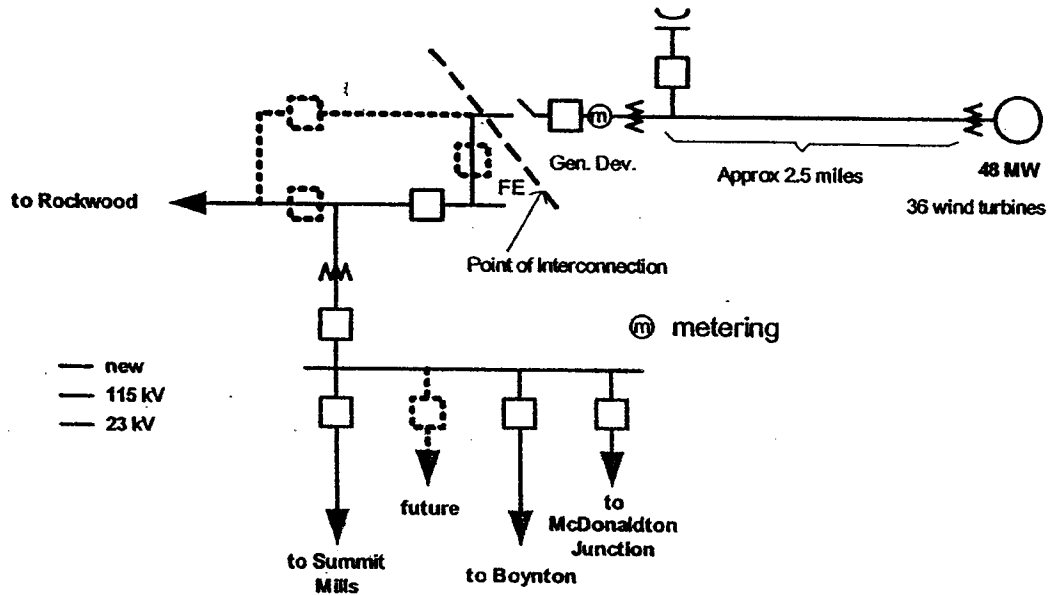 m
Gen. Dev.
Approx 2.5 miles
48 MW
36 wind turbines
FE
to Rockwood
Point of Interconnection
m metering
new
115 kV
23 kV
future
to
McDonaldton
Junction
to Summit
Mills
to Boynton